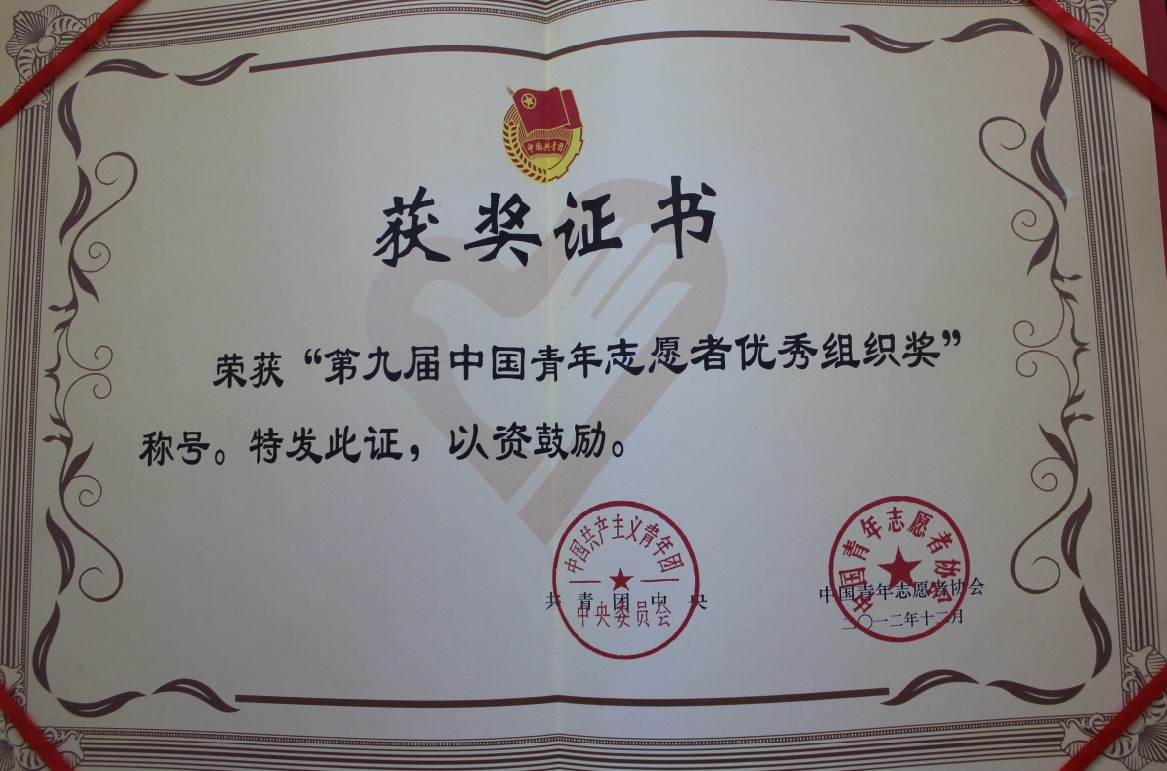 中国共青团
获奖证书
荣获“第九届中国青年志愿者优秀组织奖”
称号。特发此证，以资鼓励。
中国共产主义青年团
中央委员会
共青团中央
中国青年志愿者协会
中国青年志愿者协会
二〇一二年十二月